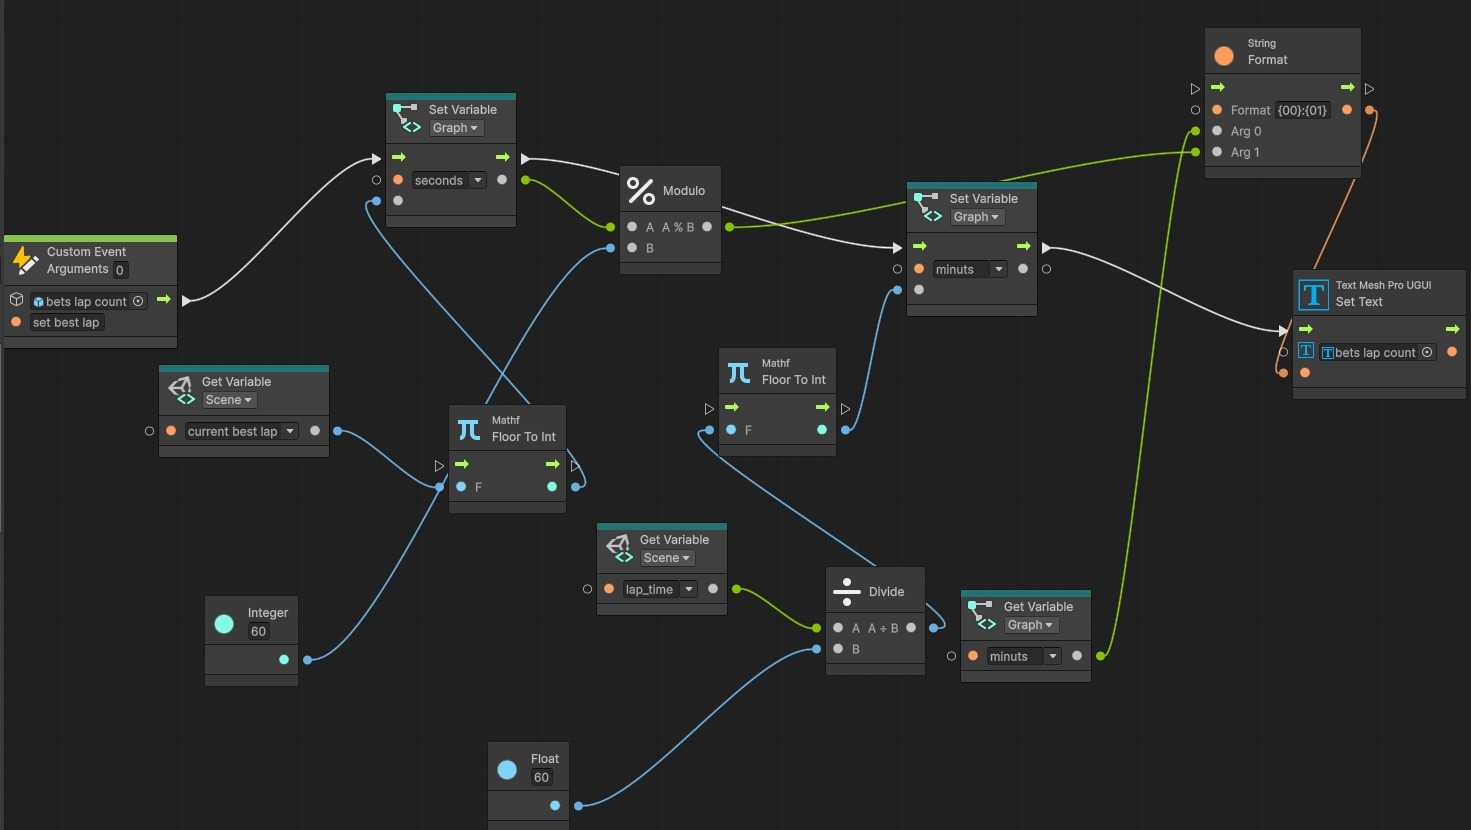 String
Format
Format {00}:{01}
Arg 0
Arg 1
Set Variable
Graph
seconds
Modulo
A A % B
B
Set Variable
Graph
minuts
Custom Event
Arguments 0
bets lap count
set best lap
Text Mesh Pro UGUI
Set Text
bets lap count
Get Variable
Scene
current best lap
Mathf
Floor To Int
F
Mathf
Floor To Int
F
Get Variable
Scene
lap_time
Divide
A A ÷ B
B
Get Variable
Graph
minuts
Integer
60
Float
60